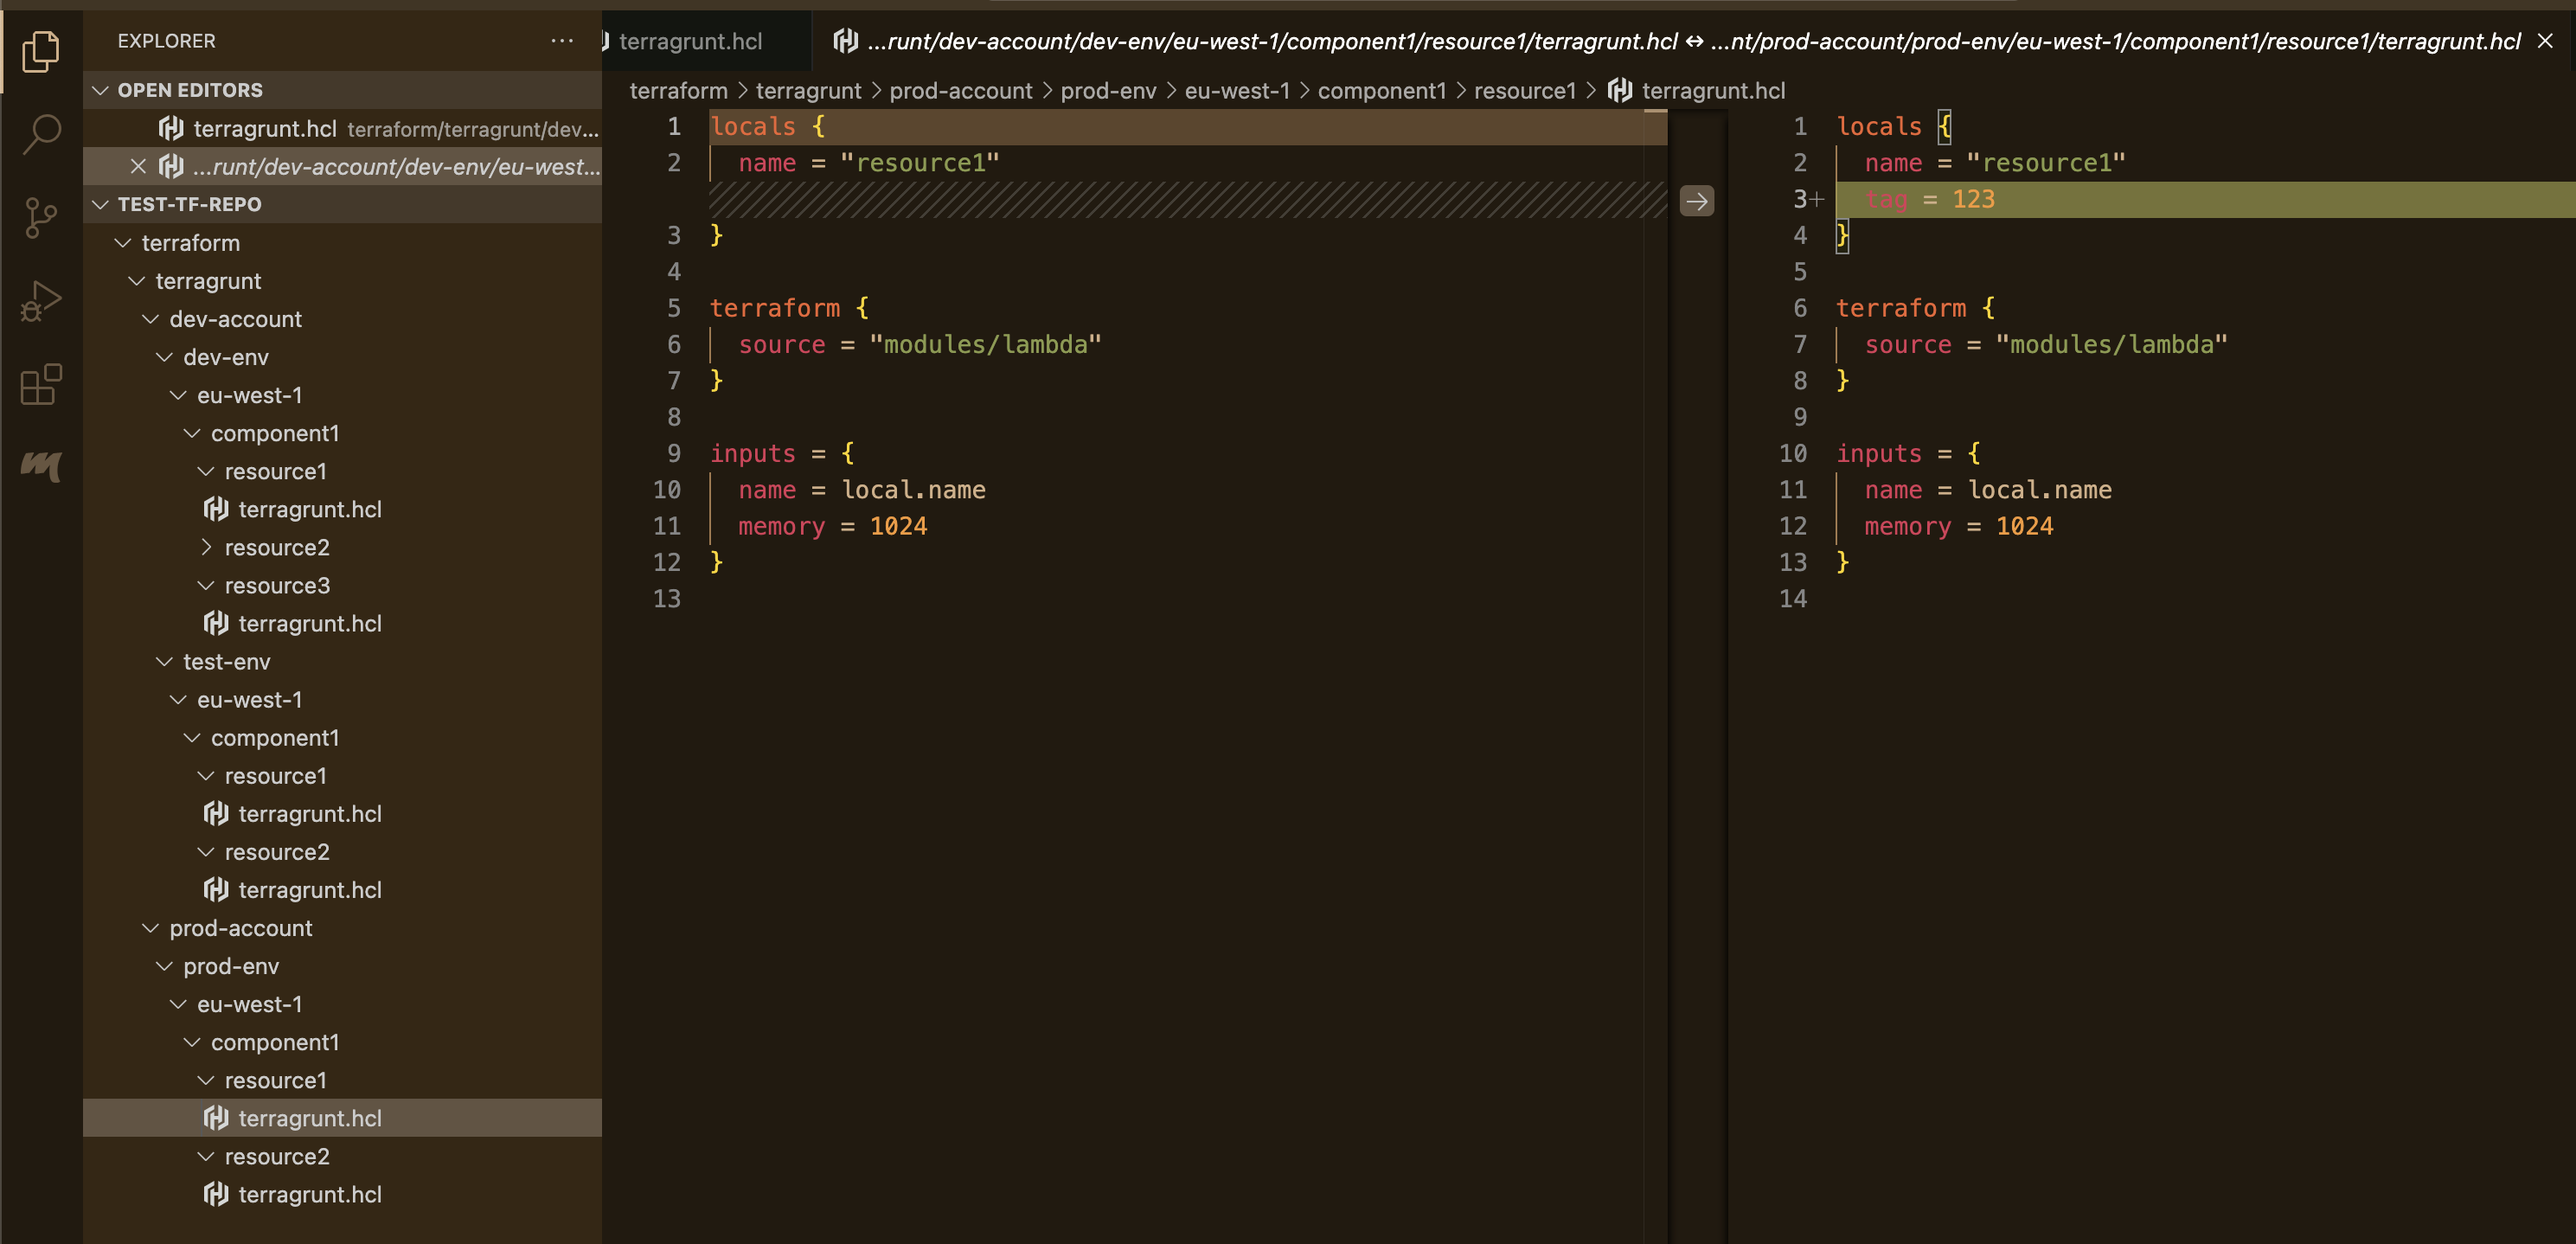 EXPLORER
OPEN EDITORS
terragrunt.hcl terraform/terragrunt/dev...
...runt/dev-account/dev-env/eu-west...
TEST-TF-REPO
terraform
terragrunt
dev-account
dev-env
eu-west-1
component1
resource1
terragrunt.hcl
resource2
resource3
terragrunt.hcl
test-env
eu-west-1
component1
resource1
terragrunt.hcl
resource2
terragrunt.hcl
prod-account
prod-env
eu-west-1
component1
resource1
terragrunt.hcl
resource2
terragrunt.hcl
terragrunt.hcl
...runt/dev-account/dev-env/eu-west-1/component1/resource1/terragrunt.hcl ↔ ...nt/prod-account/prod-env/eu-west-1/component1/resource1/terragrunt.hcl
terraform > terragrunt > prod-account > prod-env > eu-west-1 > component1 > resource1 > terragrunt.hcl
1 locals {
2   name = "resource1"
3 }
4
5 terraform {
6   source = "modules/lambda"
7 }
8
9 inputs = {
10   name = local.name
11   memory = 1024
12 }
13
1 locals {
2   name = "resource1"
3+   tag = 123
4 }
5
6 terraform {
7   source = "modules/lambda"
8 }
9
10 inputs = {
11   name = local.name
12   memory = 1024
13 }
14